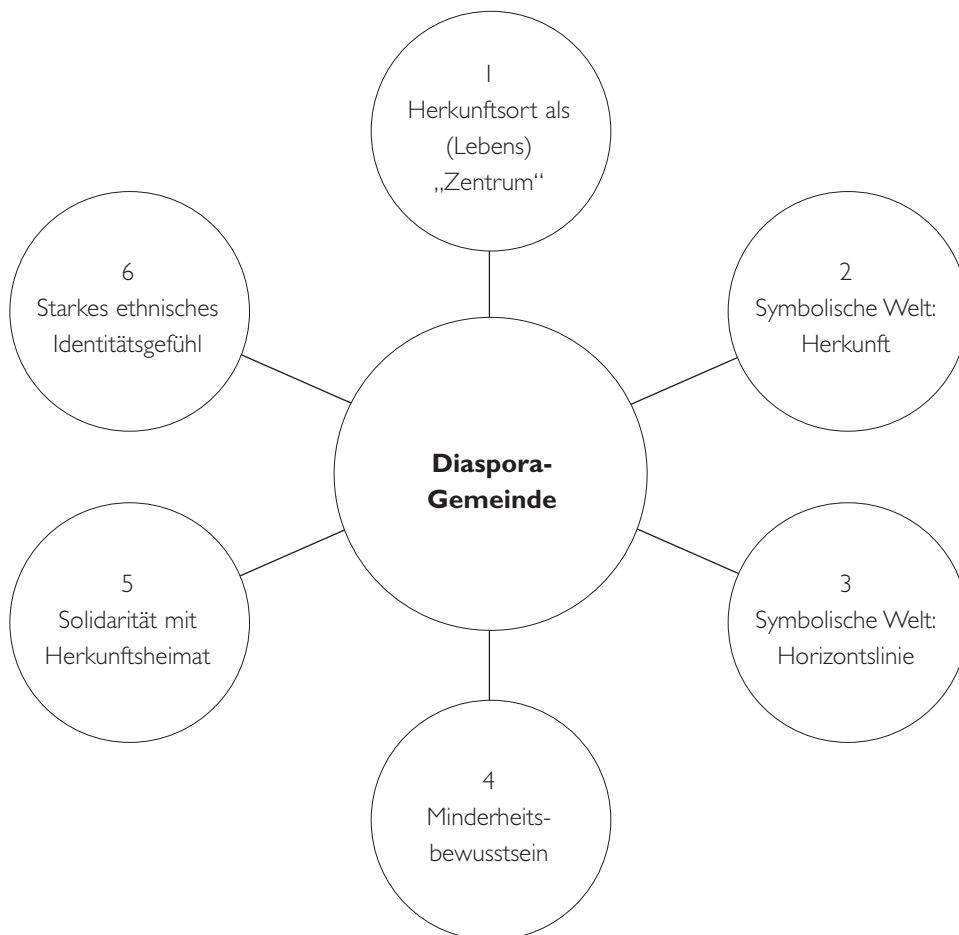 1
Herkunftsort als
(Lebens)
„Zentrum“
6
Starkes ethnisches
Identitätsgefühl
2
Symbolische Welt:
Herkunft
Diaspora-
Gemeinde
5
Solidarität mit
Herkunftsheimat
3
Symbolische Welt:
Horizontslinie
4
Minderheits-
bewusstsein